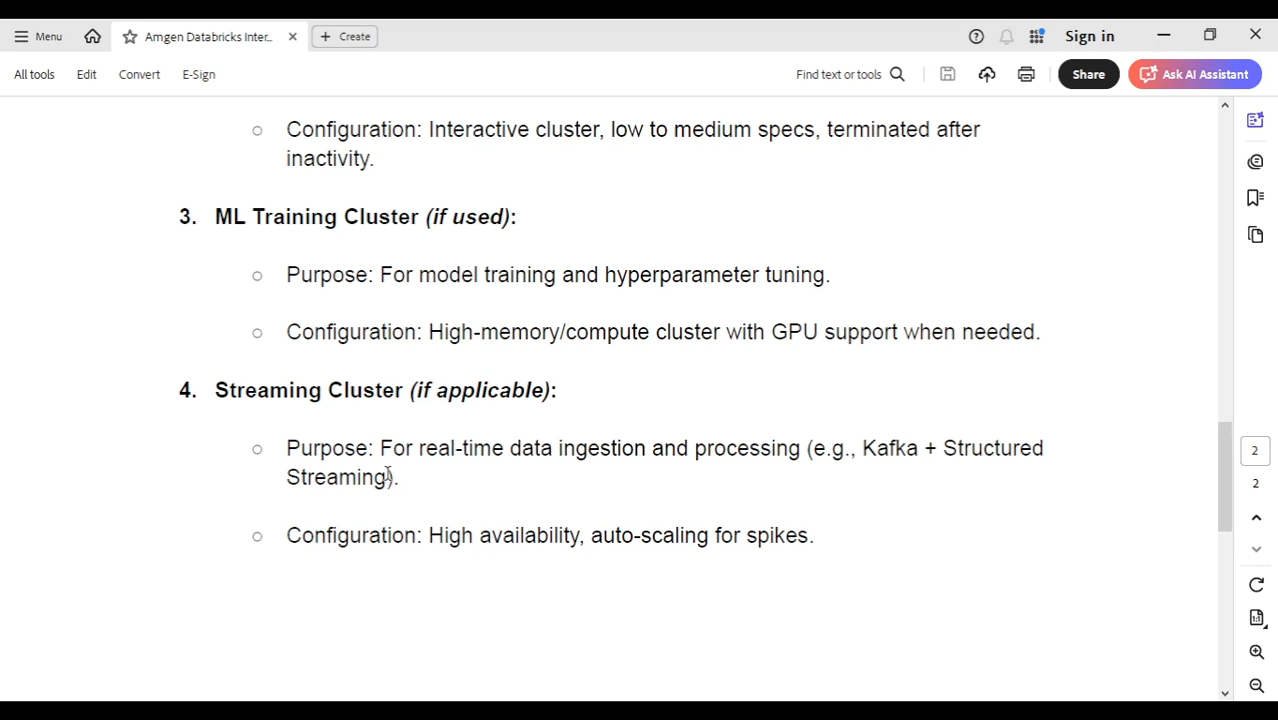 Menu
Amgen Databricks Inter...
Create
Sign in
All tools
Edit
Convert
E-Sign
Find text or tools
Share
Ask AI Assistant
○ Configuration: Interactive cluster, low to medium specs, terminated after
inactivity.
3. ML Training Cluster (if used):
○ Purpose: For model training and hyperparameter tuning.
○ Configuration: High-memory/compute cluster with GPU support when needed.
4. Streaming Cluster (if applicable):
○ Purpose: For real-time data ingestion and processing (e.g., Kafka + Structured
Streaming).
○ Configuration: High availability, auto-scaling for spikes.
2
2
1:1